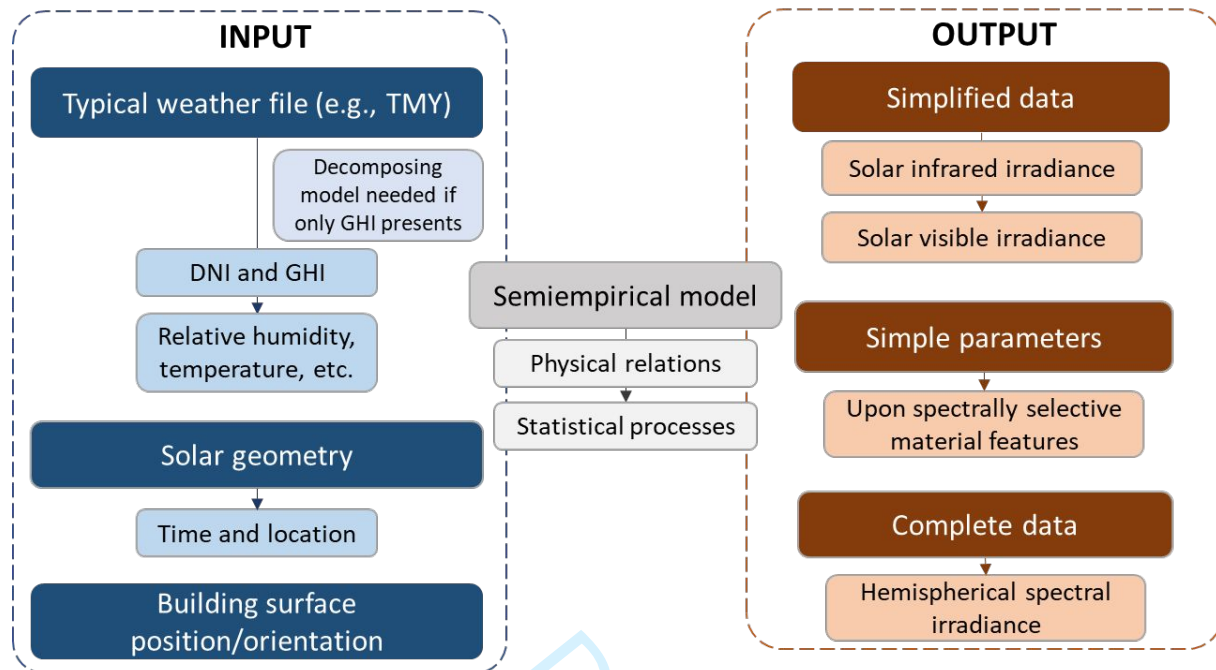 INPUT
Typical weather file (e.g., TMY)
Decomposing
model needed if
only GHI presents
DNI and GHI
Relative humidity,
temperature, etc.
Solar geometry
Time and location
Building surface
position/orientation
Semiempirical model
Physical relations
Statistical processes
OUTPUT
Simplified data
Solar infrared irradiance
Solar visible irradiance
Simple parameters
Upon spectrally selective
material features
Complete data
Hemispherical spectral
irradiance